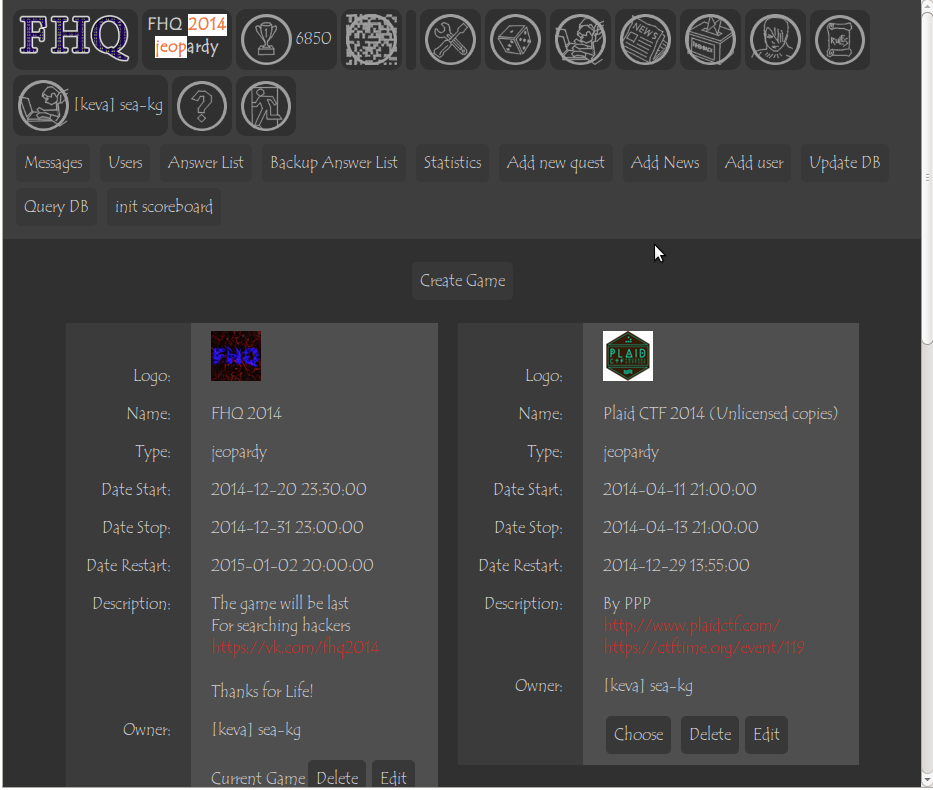 FHQ
FHQ 2014
jeopardy
6850
NEWS
RULES
[keva] sea-kg
?
Messages Users Answer List Backup Answer List Statistics Add new quest Add News Add user Update DB
Query DB init scoreboard
Create Game
Logo: FHQ
Name: FHQ 2014
Type: jeopardy
Date Start: 2014-12-20 23:30:00
Date Stop: 2014-12-31 23:00:00
Date Restart: 2015-01-02 20:00:00
Description: The game will be last
For searching hackers
https://vk.com/fhq2014
Thanks for Life!
Owner: [keva] sea-kg
Current Game Delete Edit
Logo: PLAID
CTF
Name: Plaid CTF 2014 (Unlicensed copies)
Type: jeopardy
Date Start: 2014-04-11 21:00:00
Date Stop: 2014-04-13 21:00:00
Date Restart: 2014-12-29 13:55:00
Description: By PPP
http://www.plaidctf.com/
https://ctftime.org/event/119
Owner: [keva] sea-kg
Choose Delete Edit